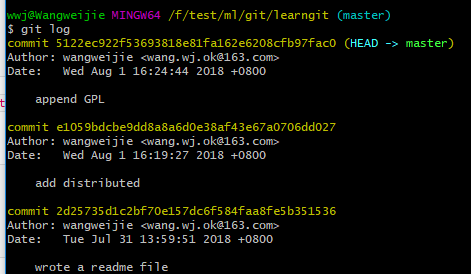 wwj@Wangweijie MINGW64 /f/test/ml/git/learngit (master)
$ git log
commit 5122ec922f53693818e81fa162e6208cfb97fac0 (HEAD -> master)
Author: wangweijie <wang.wj.ok@163.com>
Date:   Wed Aug 1 16:24:44 2018 +0800

    append GPL

commit e1059bdcbe9dd8a8a6d0e38af43e67a0706dd027
Author: wangweijie <wang.wj.ok@163.com>
Date:   Wed Aug 1 16:19:27 2018 +0800

    add distributed

commit 2d25735d1c2bf70e157dc6f584faa8fe5b351536
Author: wangweijie <wang.wj.ok@163.com>
Date:   Tue Jul 31 13:59:51 2018 +0800

    wrote a readme file